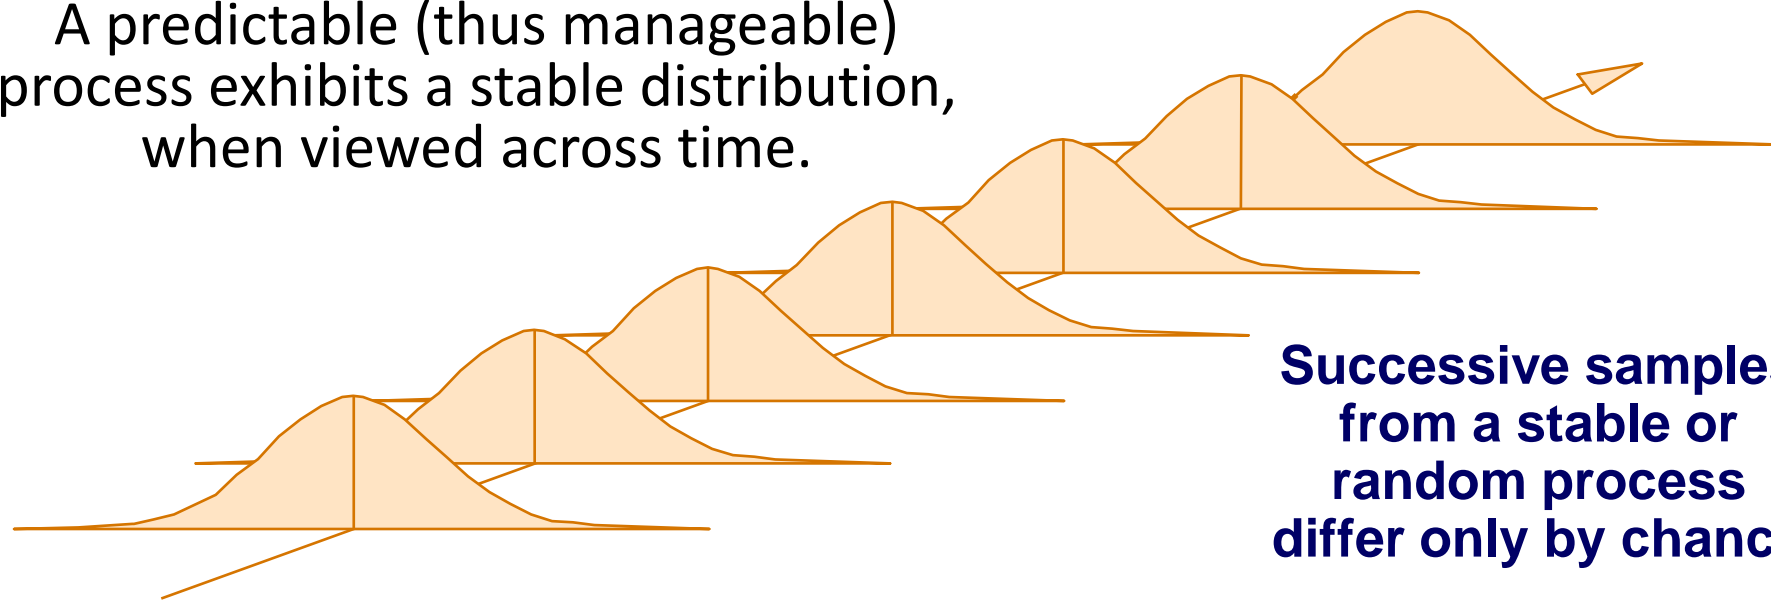 A predictable (thus manageable)
process exhibits a stable distribution,
when viewed across time.
Successive samples
from a stable or
random process
differ only by chanc